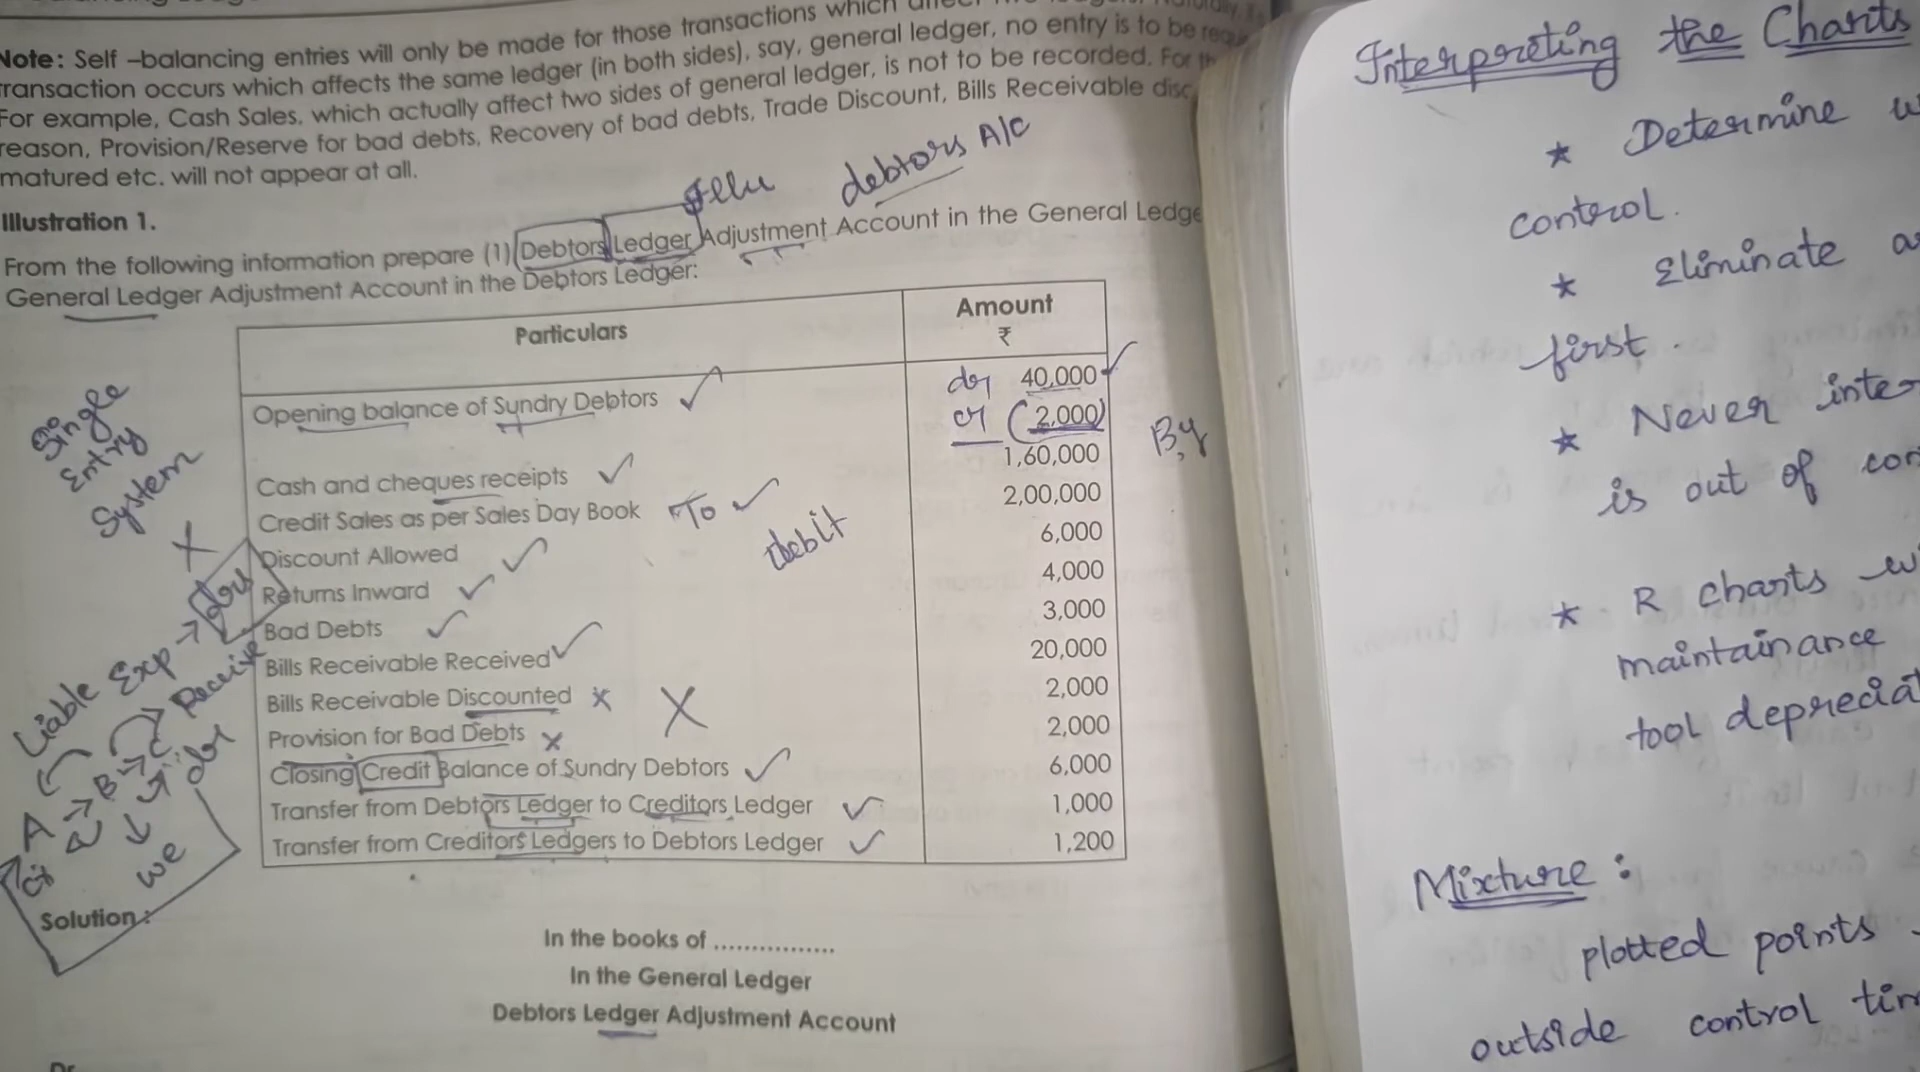 Note: Self –balancing entries will only be made for those transactions which
transaction occurs which affects the same ledger (in both sides), say, general ledger, no entry is to be
For example, Cash Sales, which actually affect two sides of general ledger, is not to be recorded. For
reason, Provision/Reserve for bad debts, Recovery of bad debts, Trade Discount, Bills Receivable
matured etc. will not appear at all.
debtors A/c
Illustration 1.
From the following information prepare (1) Debtors Ledger Adjustment Account in the General
General Ledger Adjustment Account in the Debtors Ledger:
Particulars
Amount
₹
Opening balance of Sundry Debtors dr 40,000
cr (2,000)
By
Cash and cheques receipts 1,60,000
Credit Sales as per Sales Day Book To 2,00,000
debit
Discount Allowed 6,000
Returns Inward 4,000
Bad Debts 3,000
Bills Receivable Received 20,000
Bills Receivable Discounted x X 2,000
Provision for Bad Debts x 2,000
Closing Credit Balance of Sundry Debtors 6,000
Transfer from Debtors Ledger to Creditors Ledger 1,000
Transfer from Creditors Ledgers to Debtors Ledger 1,200
Single
Entry
System
X
Liable Exp → drs
Receive
A
B
C
dr
cr
we
Solution:
In the books of ................
In the General Ledger
Debtors Ledger Adjustment Account
Interpreting the Charts
★ Determine
control.
★ Eliminate
first.
★ Never
is out of
★ R charts
maintainance
tool
Mixture :
plotted points
outside control